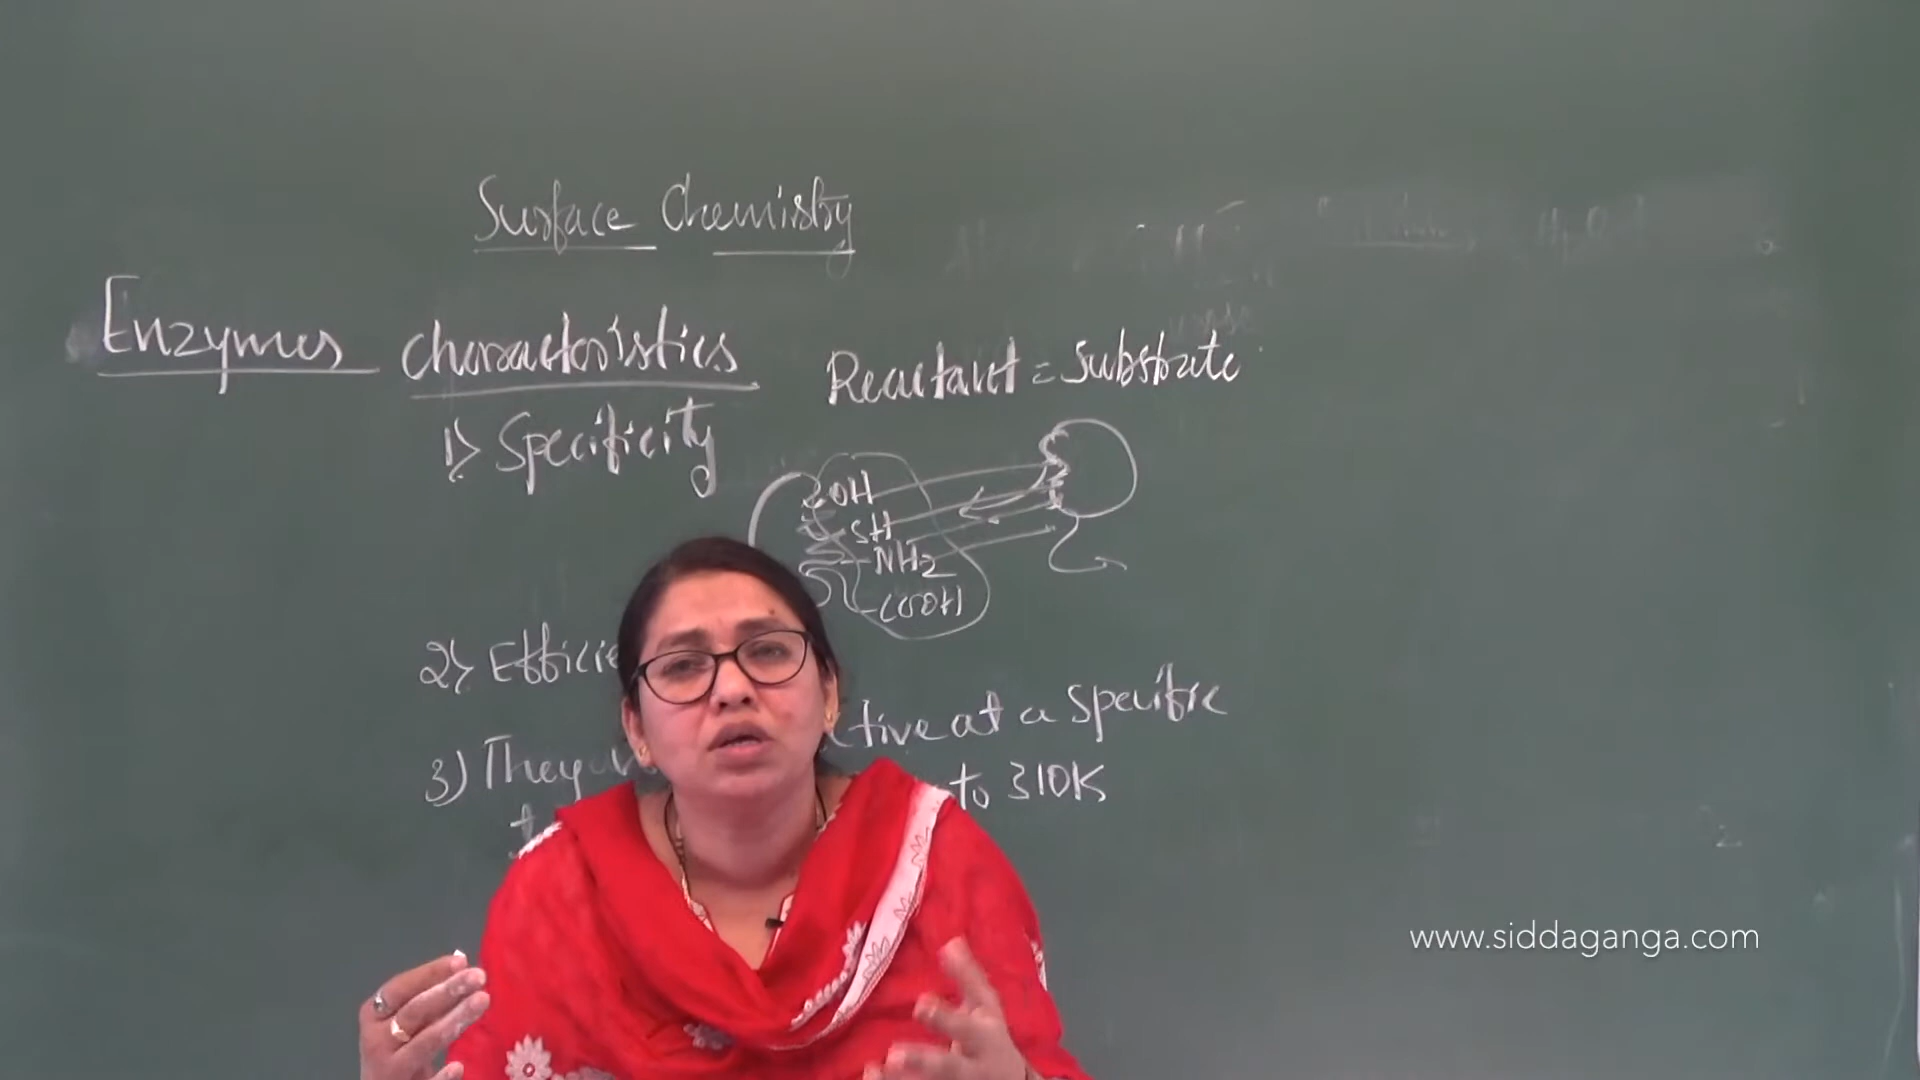 Surface Chemistry
Enzymes characteristics
Reactant = Substrate
1) Specificity
OH
SH
NH2
COOH
2) Efficie
3) They at a specific
to 310K
www.siddaganga.com